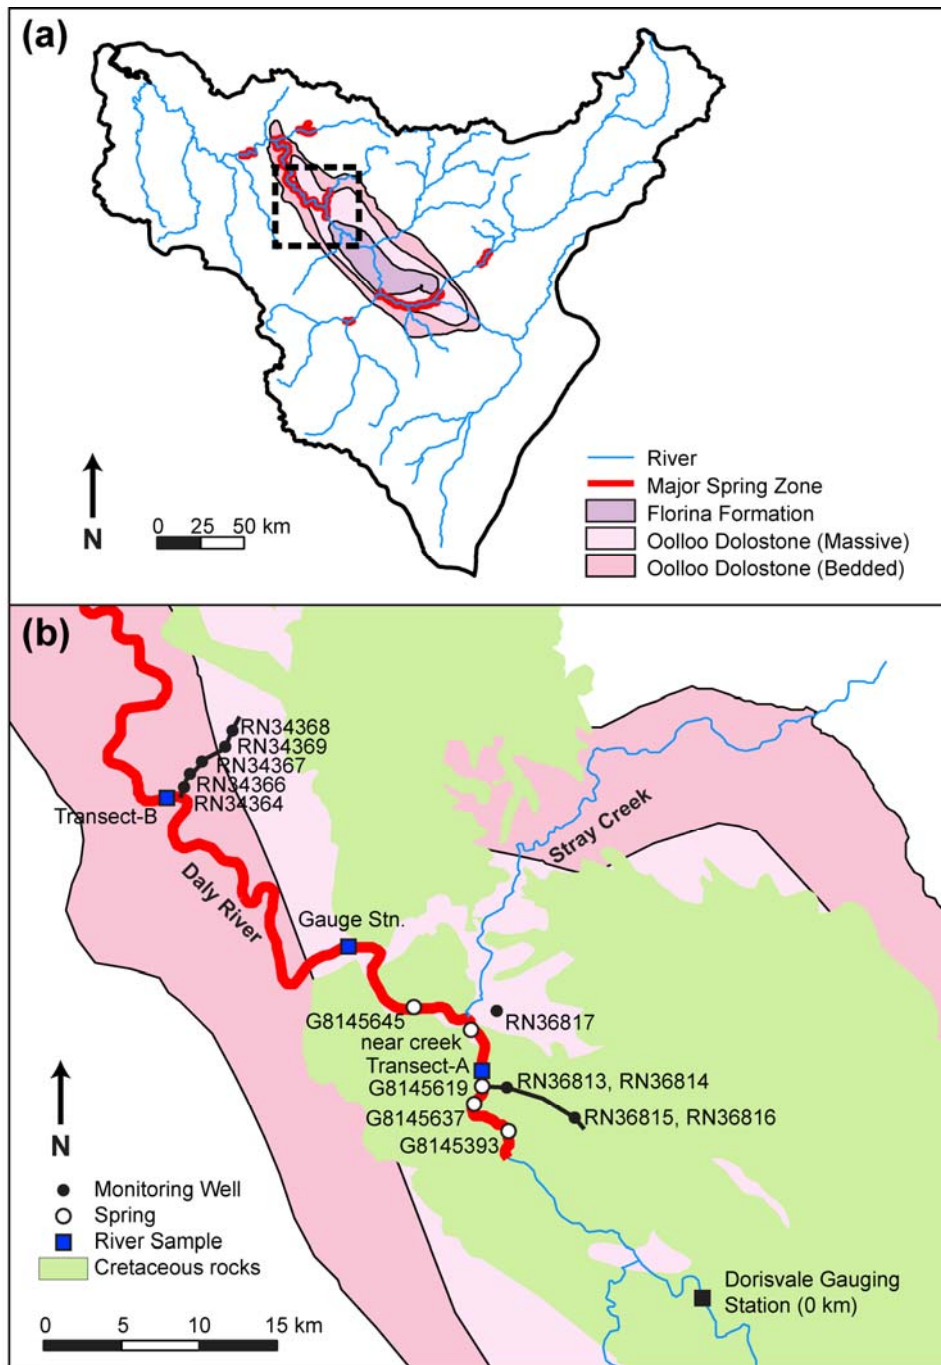 (a)
River
Major Spring Zone
Florina Formation
Oolloo Dolostone (Massive)
Oolloo Dolostone (Bedded)
N
0 25 50 km
(b)
RN34368
RN34369
RN34367
RN34366
RN34364
Transect-B
Daly River
Stray Creek
Gauge Stn.
G8145645
RN36817
near creek
Transect-A
G8145619
RN36813, RN36814
G8145637
RN36815, RN36816
G8145393
N
Monitoring Well
Spring
River Sample
Cretaceous rocks
Dorisvale Gauging
Station (0 km)
0 5 10 15 km